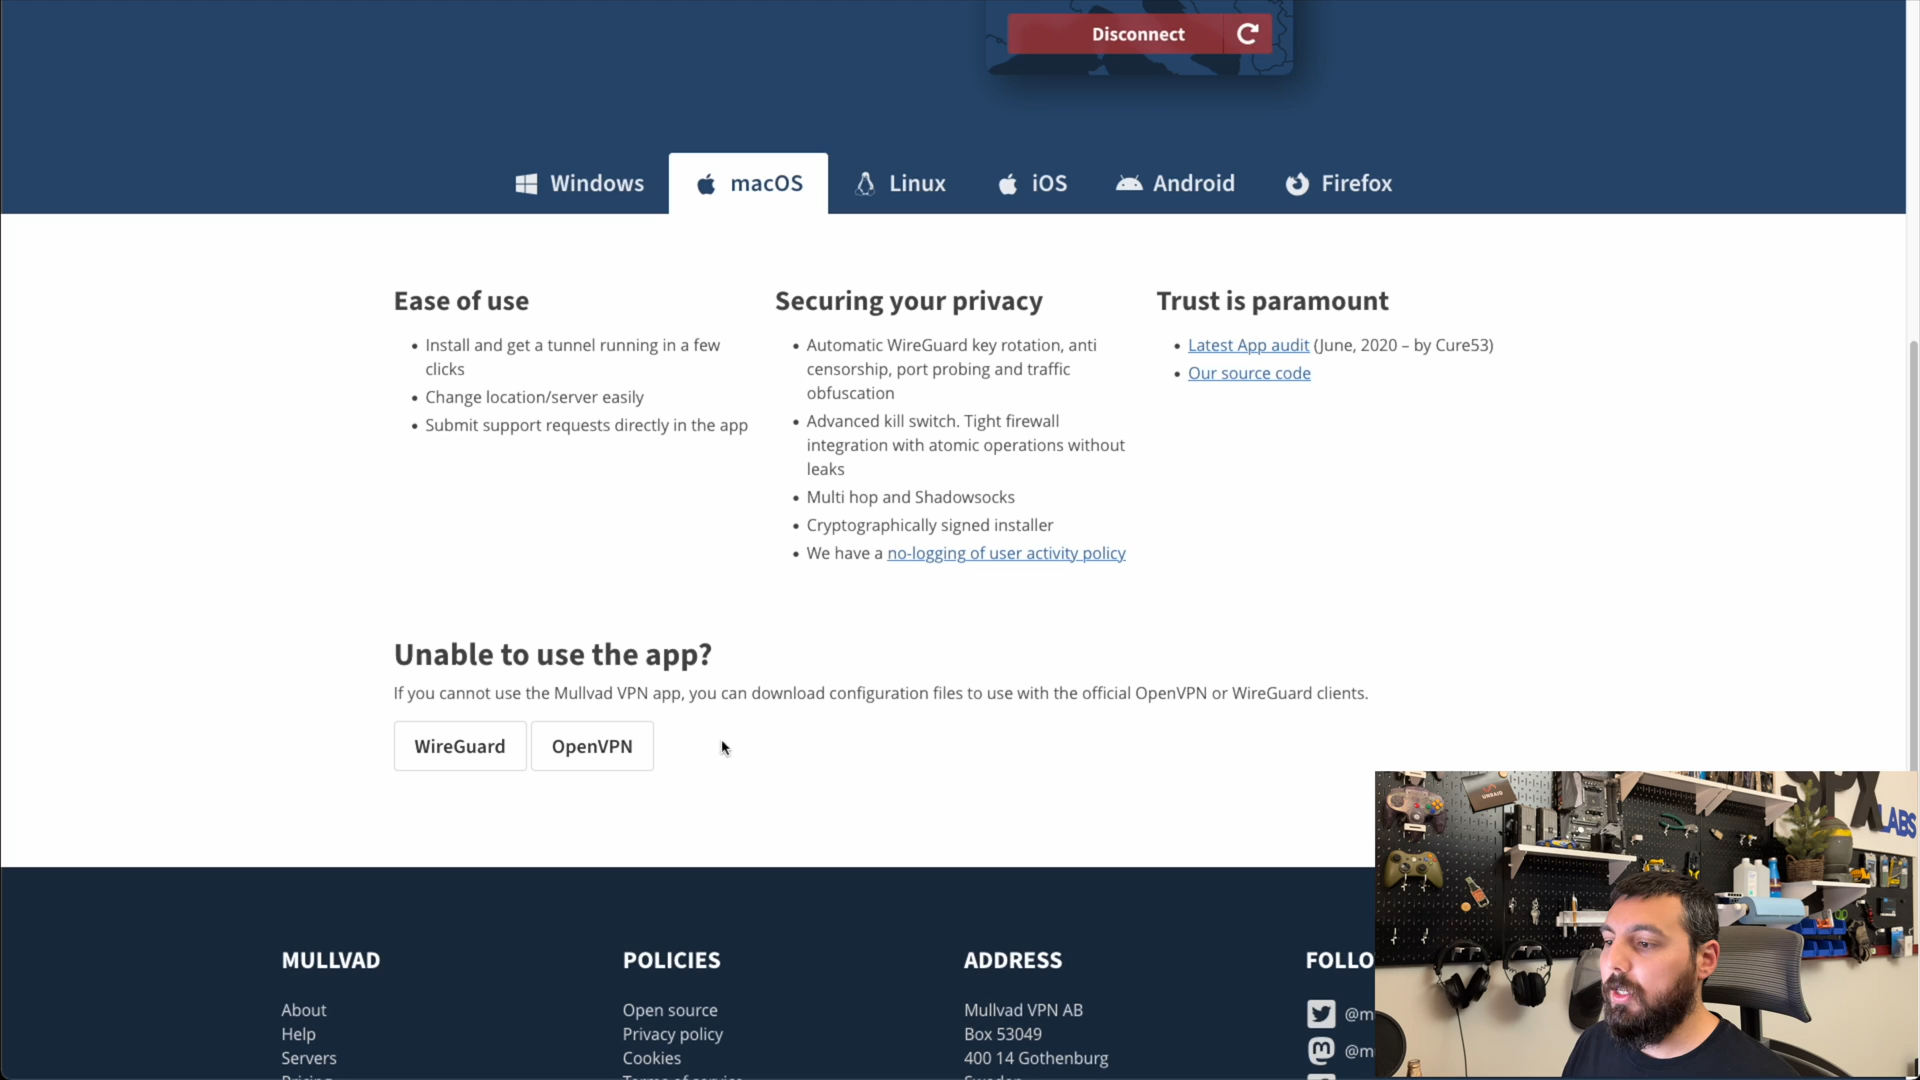 Disconnect
Windows
macOS
Linux
iOS
Android
Firefox
Ease of use
Install and get a tunnel running in a few
clicks
Change location/server easily
Submit support requests directly in the app
Securing your privacy
Automatic WireGuard key rotation, anti
censorship, port probing and traffic
obfuscation
Advanced kill switch. Tight firewall
integration with atomic operations without
leaks
Multi hop and Shadowsocks
Cryptographically signed installer
We have a no-logging of user activity policy
Trust is paramount
Latest App audit (June, 2020 – by Cure53)
Our source code
Unable to use the app?
If you cannot use the Mullvad VPN app, you can download configuration files to use with the official OpenVPN or WireGuard clients.
WireGuard
OpenVPN
MULLVAD
About
Help
Servers
POLICIES
Open source
Privacy policy
Cookies
ADDRESS
Mullvad VPN AB
Box 53049
400 14 Gothenburg
FOLLO
@m
@m
UNRAID
SPX
LABS